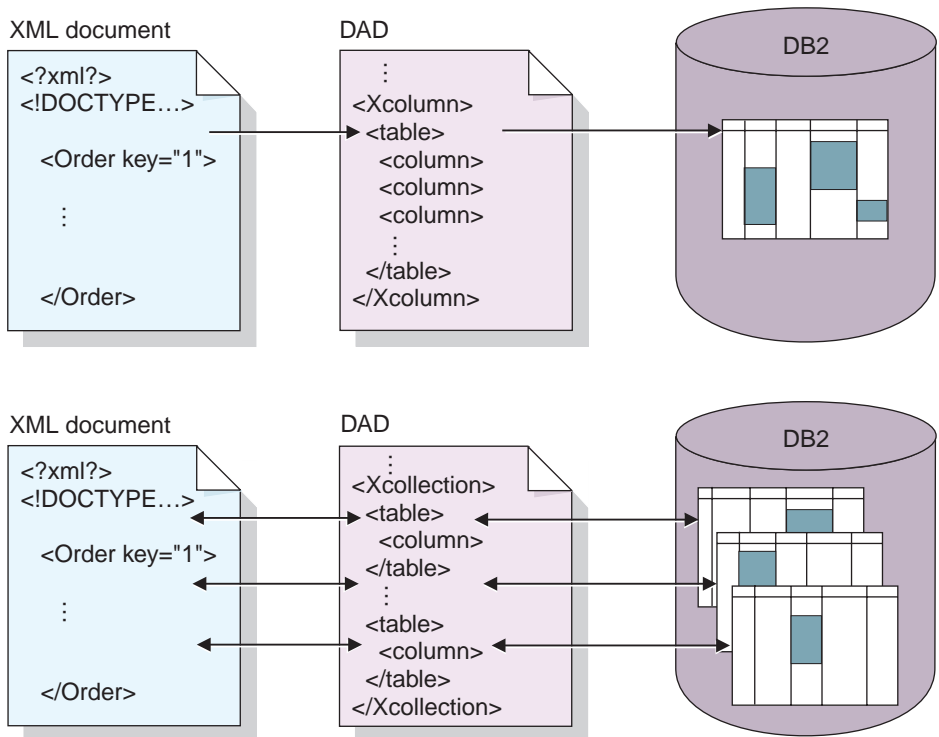 XML document
<?xml?>
<!DOCTYPE…>
<Order key="1">
⋮
</Order>
DAD
⋮
<Xcolumn>
<table>
<column>
<column>
<column>
⋮
</table>
</Xcolumn>
DB2
XML document
<?xml?>
<!DOCTYPE…>
<Order key="1">
⋮
</Order>
DAD
⋮
<Xcollection>
<table>
<column>
</table>
⋮
<table>
<column>
</table>
</Xcollection>
DB2